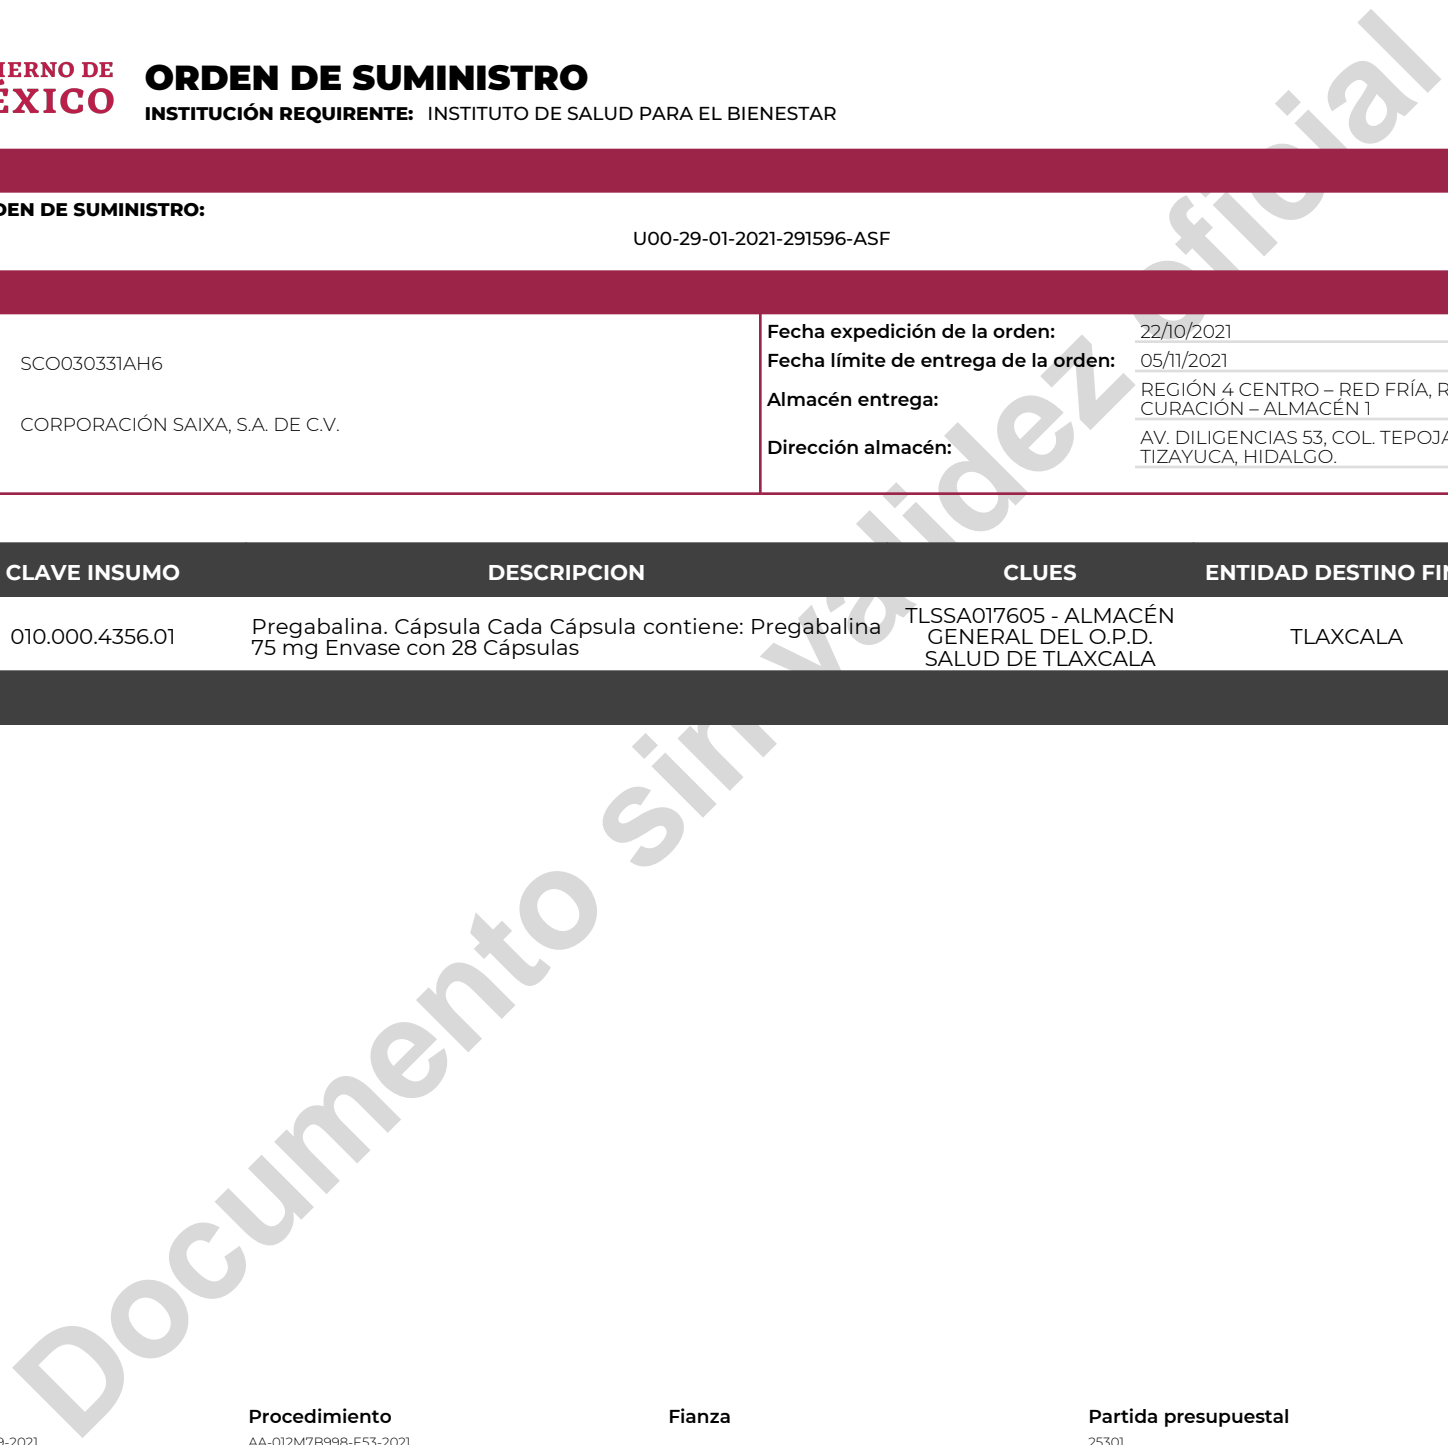 DE
ORDEN DE SUMINISTRO
INSTITUCIÓN REQUIRENTE: INSTITUTO DE SALUD PARA EL BIENESTAR
DE SUMINISTRO:
U00-29-01-2021-291596-ASF
SCO030331AH6
CORPORACIÓN SAIXA, S.A. DE C.V.
Fecha expedición de la orden: 22/10/2021
Fecha límite de entrega de la orden: 05/11/2021
Almacén entrega: REGIÓN 4 CENTRO – RED FRÍA,
CURACIÓN – ALMACÉN 1
Dirección almacén: AV. DILIGENCIAS 53, COL.
TIZAYUCA, HIDALGO.
CLAVE INSUMO DESCRIPCION CLUES ENTIDAD DESTINO
010.000.4356.01
Pregabalina. Cápsula Cada Cápsula contiene: Pregabalina
75 mg Envase con 28 Cápsulas
TLSSA017605 - ALMACÉN
GENERAL DEL O.P.D.
SALUD DE TLAXCALA
TLAXCALA
Documento sin validez oficial
Procedimiento Fianza Partida presupuestal
AA-012M7B998-E53-2021 25301